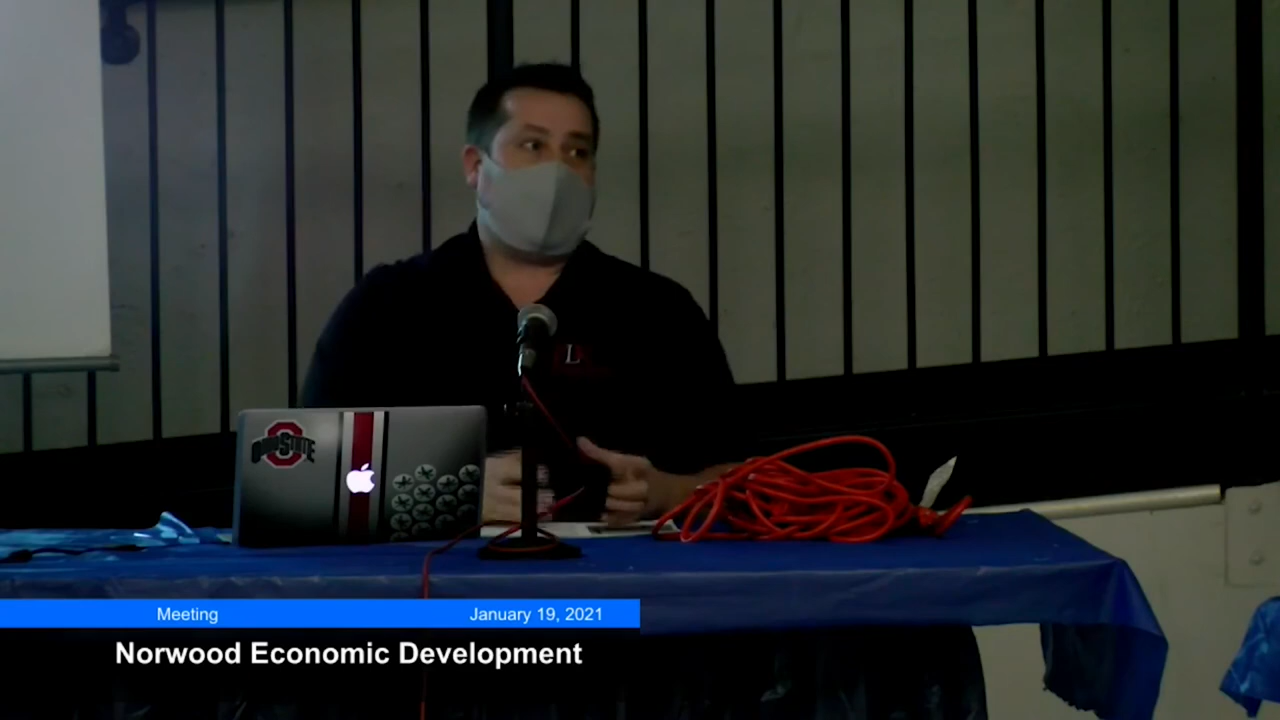 L
OHIO STATE
Meeting January 19, 2021
Norwood Economic Development